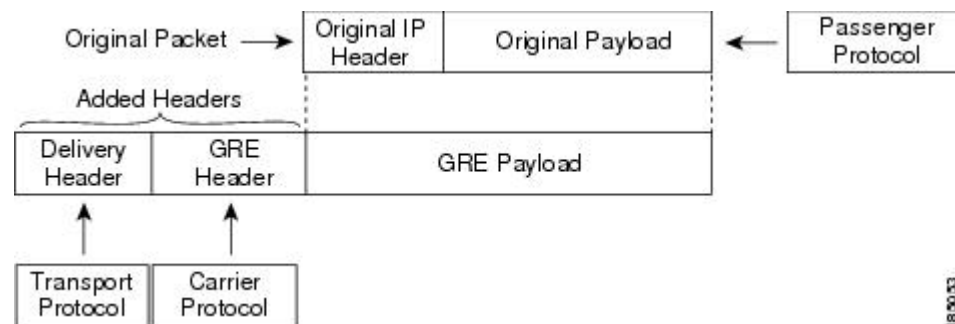 Original Packet
Original IP
Header
Original Payload
Passenger
Protocol
Added Headers
Delivery
Header
GRE
Header
GRE Payload
Transport
Protocol
Carrier
Protocol